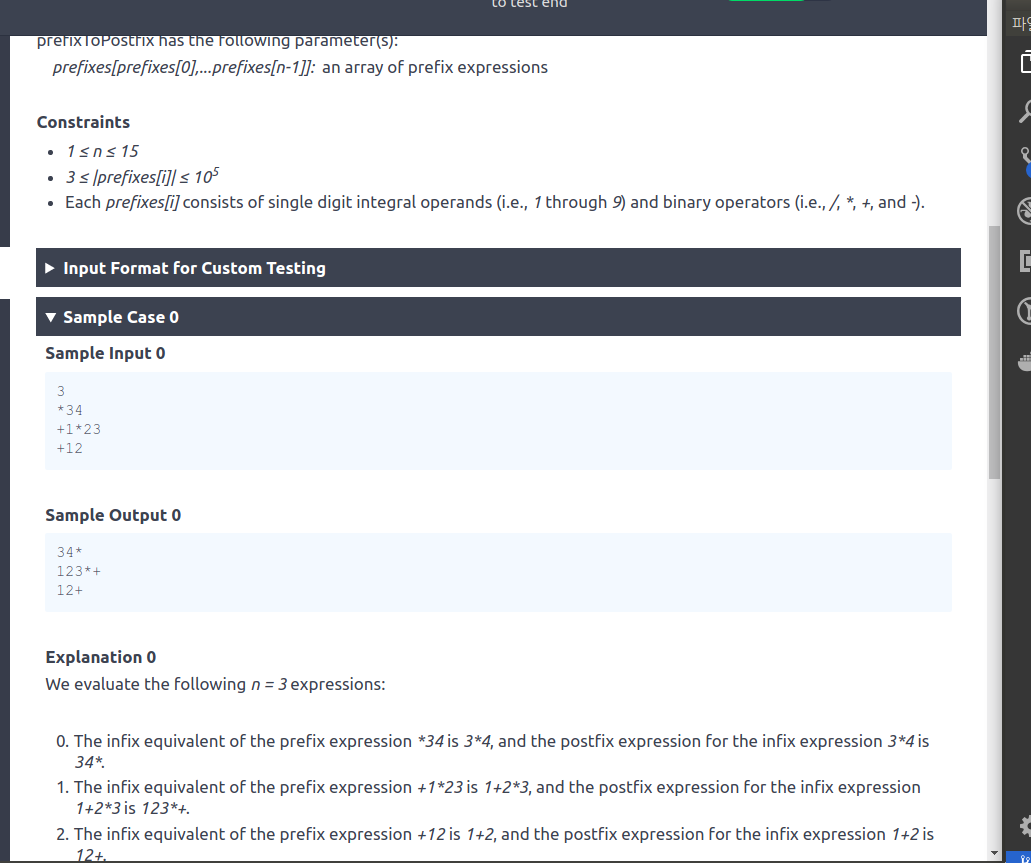 to test end
prefixToPostfix has the following parameter(s):
prefixes[prefixes[0],...prefixes[n-1]]: an array of prefix expressions
Constraints
• 1 ≤ n ≤ 15
• 3 ≤ |prefixes[i]| ≤ 10⁵
• Each prefixes[i] consists of single digit integral operands (i.e., 1 through 9) and binary operators (i.e., /, *, +, and -).
▶ Input Format for Custom Testing
▼ Sample Case 0
Sample Input 0
3
*34
+1*23
+12
Sample Output 0
34*
123*+
12+
Explanation 0
We evaluate the following n = 3 expressions:
0. The infix equivalent of the prefix expression *34 is 3*4, and the postfix expression for the infix expression 3*4 is
34*.
1. The infix equivalent of the prefix expression +1*23 is 1+2*3, and the postfix expression for the infix expression
1+2*3 is 123*+.
2. The infix equivalent of the prefix expression +12 is 1+2, and the postfix expression for the infix expression 1+2 is
12+.